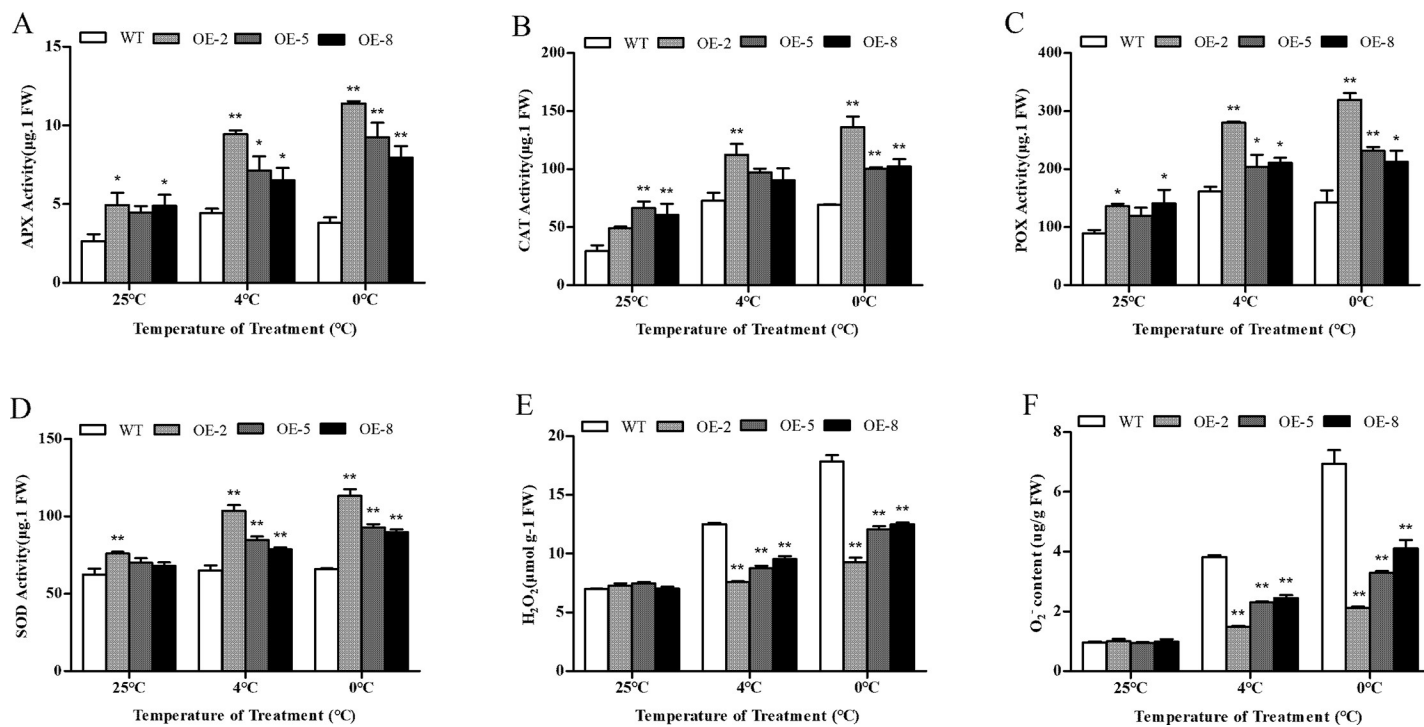 A
WT OE-2 OE-5 OE-8
APX Activity(µg.1 FW)
15
10
5
0
** ** **
** * *
* *
25℃ 4℃ 0℃
Temperature of Treatment (℃)
B
WT OE-2 OE-5 OE-8
CAT Activity(µg.1 FW)
200
150
100
50
0
** ** **
**
** **
25℃ 4℃ 0℃
Temperature of Treatment (℃)
C
WT OE-2 OE-5 OE-8
POX Activity(µg.1 FW)
400
300
200
100
0
** ** *
** * *
* *
25℃ 4℃ 0℃
Temperature of Treatment (℃)
D
WT OE-2 OE-5 OE-8
SOD Activity(µg.1 FW)
150
100
50
0
** ** **
** ** **
**
25℃ 4℃ 0℃
Temperature of Treatment (℃)
E
WT OE-2 OE-5 OE-8
H₂O₂(µmol g-1 FW)
20
15
10
5
0
** ** **
** ** **
25℃ 4℃ 0℃
Temperature of Treatment (℃)
F
WT OE-2 OE-5 OE-8
O₂⁻ content (ug/g FW)
8
6
4
2
0
** ** **
** ** **
25℃ 4℃ 0℃
Temperature of Treatment (℃)